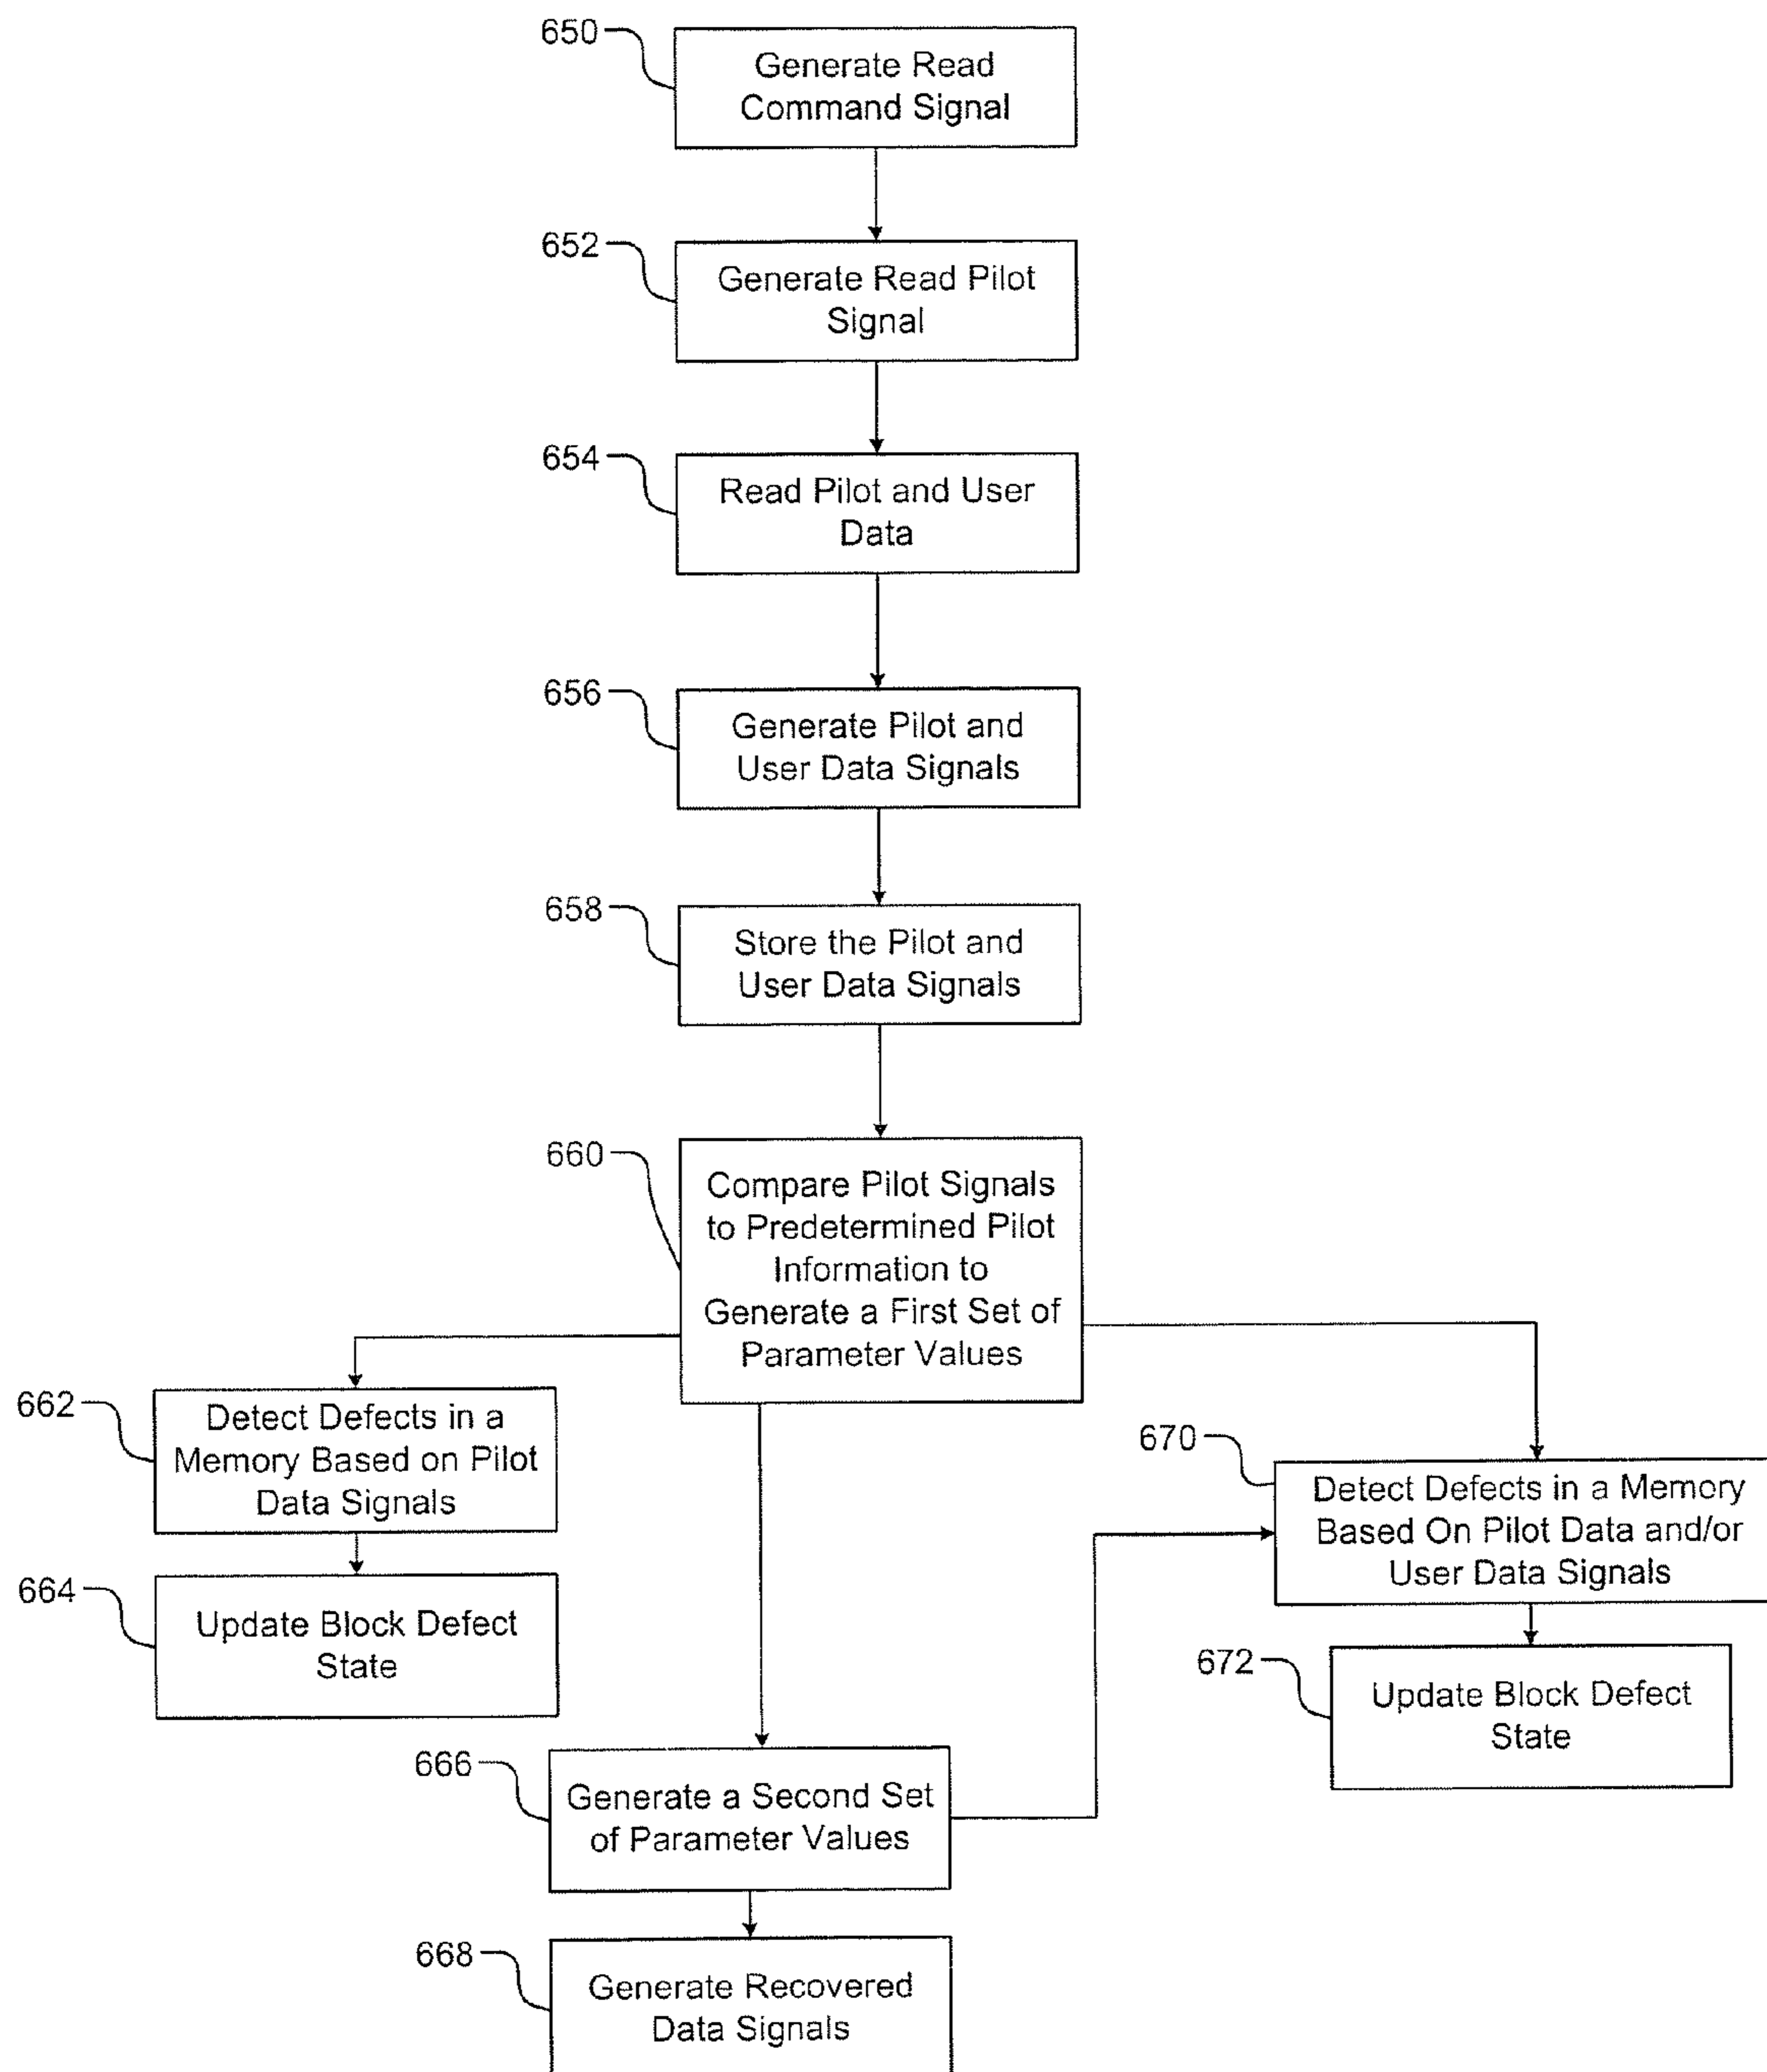 650
Generate Read
Command Signal
652
Generate Read Pilot
Signal
654
Read Pilot and User
Data
656
Generate Pilot and
User Data Signals
658
Store the Pilot and
User Data Signals
660
Compare Pilot Signals
to Predetermined Pilot
Information to
Generate a First Set of
Parameter Values
662
Detect Defects in a
Memory Based on Pilot
Data Signals
664
Update Block Defect
State
670
Detect Defects in a Memory
Based On Pilot Data and/or
User Data Signals
672
Update Block Defect
State
666
Generate a Second Set
of Parameter Values
668
Generate Recovered
Data Signals